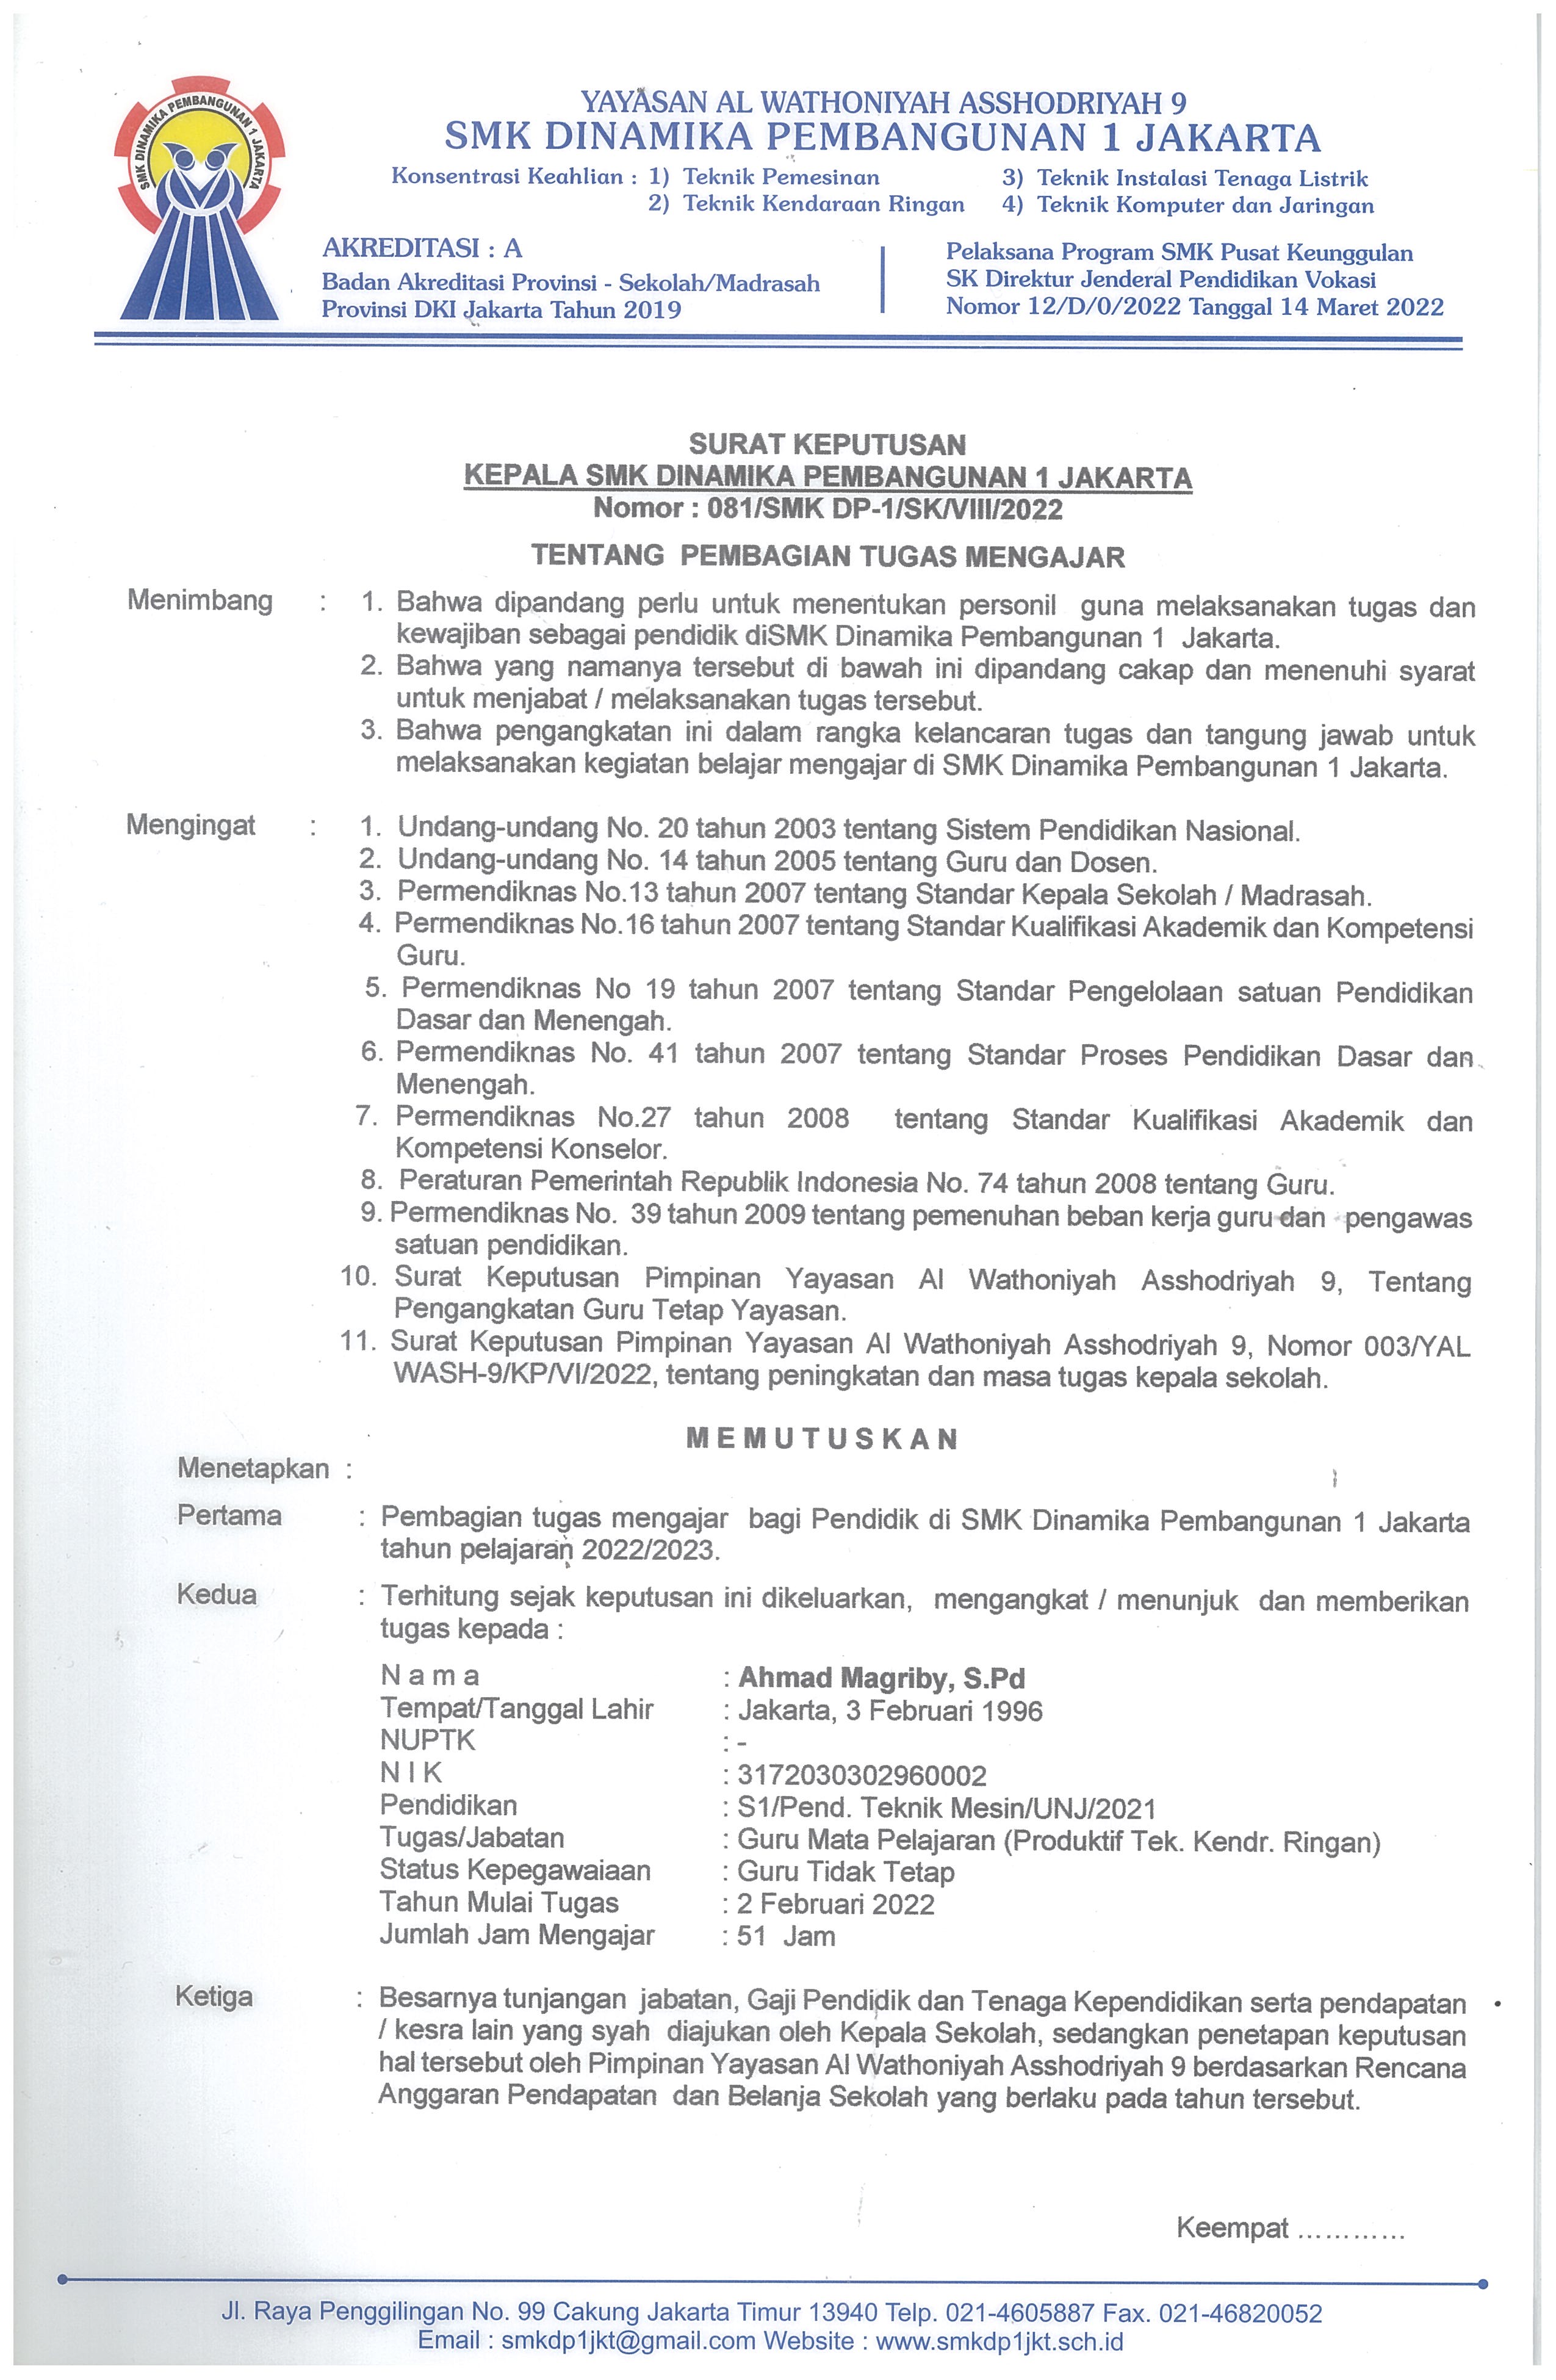 SMK DINAMIKA PEMBANGUNAN 1 JAKARTA
YAYASAN AL WATHONIYAH ASSHODRIYAH 9
SMK DINAMIKA PEMBANGUNAN 1 JAKARTA
Konsentrasi Keahlian : 1) Teknik Pemesinan 3) Teknik Instalasi Tenaga Listrik
2) Teknik Kendaraan Ringan 4) Teknik Komputer dan Jaringan
AKREDITASI : A
Badan Akreditasi Provinsi - Sekolah/Madrasah
Provinsi DKI Jakarta Tahun 2019
Pelaksana Program SMK Pusat Keunggulan
SK Direktur Jenderal Pendidikan Vokasi
Nomor 12/D/0/2022 Tanggal 14 Maret 2022
SURAT KEPUTUSAN
KEPALA SMK DINAMIKA PEMBANGUNAN 1 JAKARTA
Nomor : 081/SMK DP-1/SK/VIII/2022
TENTANG PEMBAGIAN TUGAS MENGAJAR
Menimbang : 1. Bahwa dipandang perlu untuk menentukan personil guna melaksanakan tugas dan
kewajiban sebagai pendidik diSMK Dinamika Pembangunan 1 Jakarta.
2. Bahwa yang namanya tersebut di bawah ini dipandang cakap dan menenuhi syarat
untuk menjabat / melaksanakan tugas tersebut.
3. Bahwa pengangkatan ini dalam rangka kelancaran tugas dan tangung jawab untuk
melaksanakan kegiatan belajar mengajar di SMK Dinamika Pembangunan 1 Jakarta.
Mengingat : 1. Undang-undang No. 20 tahun 2003 tentang Sistem Pendidikan Nasional.
2. Undang-undang No. 14 tahun 2005 tentang Guru dan Dosen.
3. Permendiknas No.13 tahun 2007 tentang Standar Kepala Sekolah / Madrasah.
4. Permendiknas No.16 tahun 2007 tentang Standar Kualifikasi Akademik dan Kompetensi
Guru.
5. Permendiknas No 19 tahun 2007 tentang Standar Pengelolaan satuan Pendidikan
Dasar dan Menengah.
6. Permendiknas No. 41 tahun 2007 tentang Standar Proses Pendidikan Dasar dan
Menengah.
7. Permendiknas No.27 tahun 2008 tentang Standar Kualifikasi Akademik dan
Kompetensi Konselor.
8. Peraturan Pemerintah Republik Indonesia No. 74 tahun 2008 tentang Guru.
9. Permendiknas No. 39 tahun 2009 tentang pemenuhan beban kerja guru dan pengawas
satuan pendidikan.
10. Surat Keputusan Pimpinan Yayasan Al Wathoniyah Asshodriyah 9, Tentang
Pengangkatan Guru Tetap Yayasan.
11. Surat Keputusan Pimpinan Yayasan Al Wathoniyah Asshodriyah 9, Nomor 003/YAL
WASH-9/KP/VI/2022, tentang peningkatan dan masa tugas kepala sekolah.
M E M U T U S K A N
Menetapkan :
Pertama : Pembagian tugas mengajar bagi Pendidik di SMK Dinamika Pembangunan 1 Jakarta
tahun pelajaran 2022/2023.
Kedua : Terhitung sejak keputusan ini dikeluarkan, mengangkat / menunjuk dan memberikan
tugas kepada :
N a m a : Ahmad Magriby, S.Pd
Tempat/Tanggal Lahir : Jakarta, 3 Februari 1996
NUPTK : -
N I K : 3172030302960002
Pendidikan : S1/Pend. Teknik Mesin/UNJ/2021
Tugas/Jabatan : Guru Mata Pelajaran (Produktif Tek. Kendr. Ringan)
Status Kepegawaiaan : Guru Tidak Tetap
Tahun Mulai Tugas : 2 Februari 2022
Jumlah Jam Mengajar : 51 Jam
Ketiga : Besarnya tunjangan jabatan, Gaji Pendidik dan Tenaga Kependidikan serta pendapatan
/ kesra lain yang syah diajukan oleh Kepala Sekolah, sedangkan penetapan keputusan
hal tersebut oleh Pimpinan Yayasan Al Wathoniyah Asshodriyah 9 berdasarkan Rencana
Anggaran Pendapatan dan Belanja Sekolah yang berlaku pada tahun tersebut.
Keempat ............
Jl. Raya Penggilingan No. 99 Cakung Jakarta Timur 13940 Telp. 021-4605887 Fax. 021-46820052
Email : smkdp1jkt@gmail.com Website : www.smkdp1jkt.sch.id